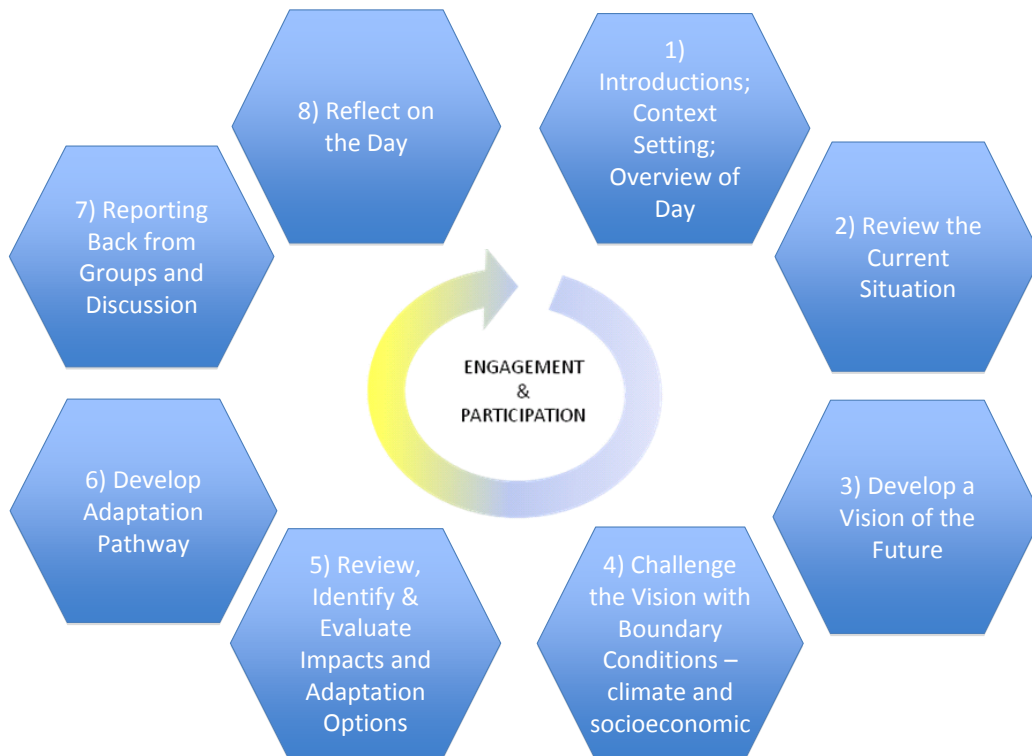 1)
Introductions;
Context
Setting;
Overview of
Day
2) Review the
Current
Situation
3) Develop a
Vision of the
Future
4) Challenge
the Vision with
Boundary
Conditions –
climate and
socioeconomic
5) Review,
Identify &
Evaluate
Impacts and
Adaptation
Options
6) Develop
Adaptation
Pathway
7) Reporting
Back from
Groups and
Discussion
8) Reflect on
the Day
ENGAGEMENT
&
PARTICIPATION